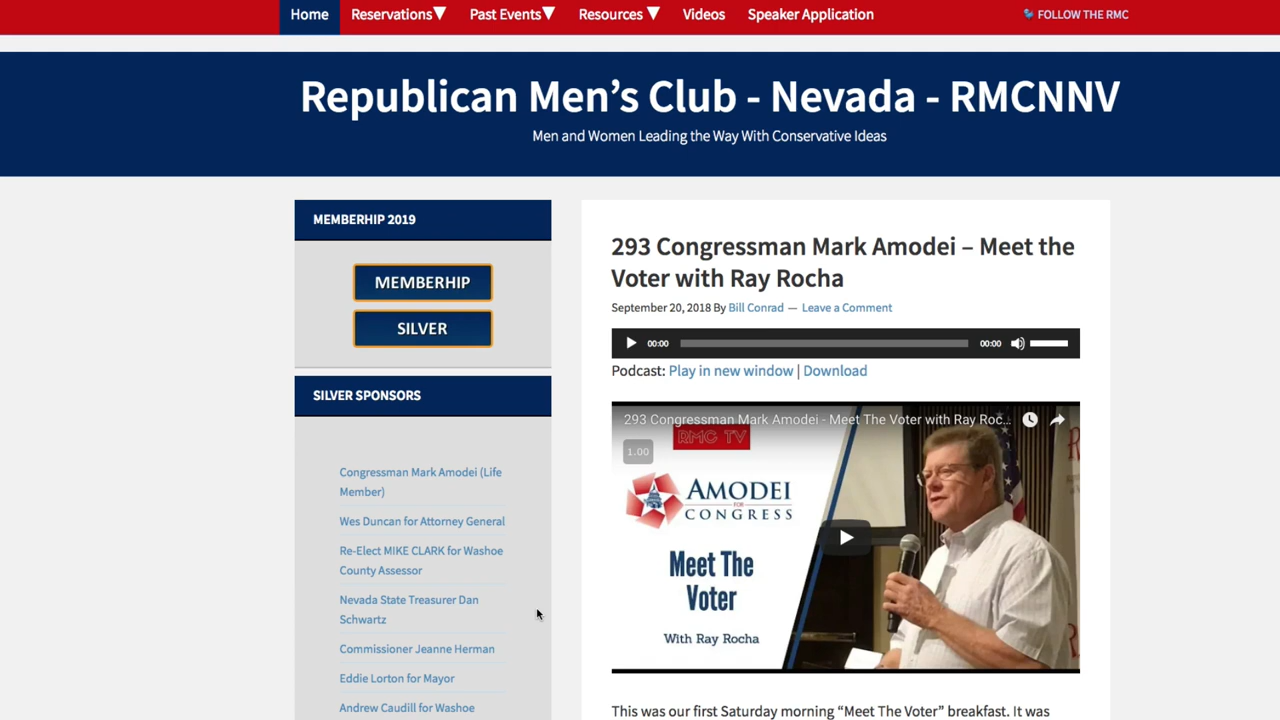 Home Reservations Past Events Resources Videos Speaker Application FOLLOW THE RMC
Republican Men’s Club - Nevada - RMCNNV
Men and Women Leading the Way With Conservative Ideas
MEMBERHIP 2019
MEMBERHIP
SILVER
SILVER SPONSORS
Congressman Mark Amodei (Life
Member)
Wes Duncan for Attorney General
Re-Elect MIKE CLARK for Washoe
County Assessor
Nevada State Treasurer Dan
Schwartz
Commissioner Jeanne Herman
Eddie Lorton for Mayor
Andrew Caudill for Washoe
293 Congressman Mark Amodei – Meet the
Voter with Ray Rocha
September 20, 2018 By Bill Conrad — Leave a Comment
00:00 00:00
Podcast: Play in new window | Download
293 Congressman Mark Amodei - Meet The Voter with Ray Roc...
RMC TV
1.00
AMODEI
FOR
CONGRESS
Meet The
Voter
With Ray Rocha
This was our first Saturday morning “Meet The Voter” breakfast. It was